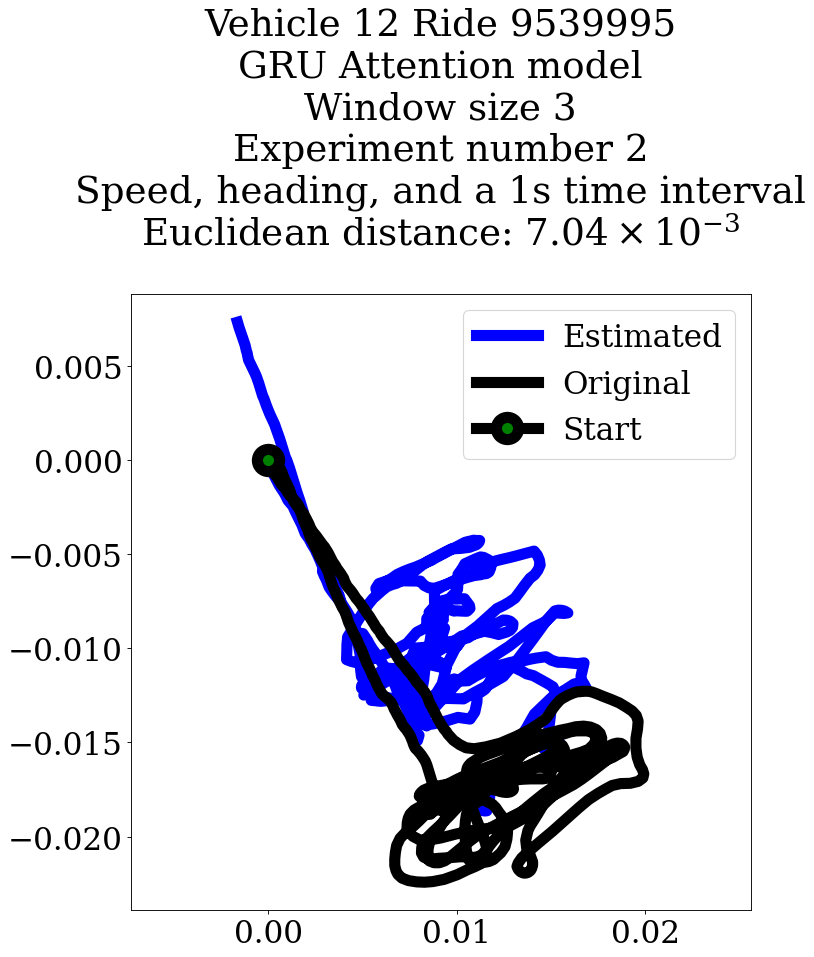 Vehicle 12 Ride 9539995
GRU Attention model
Window size 3
Experiment number 2
Speed, heading, and a 1s time interval
Euclidean distance: 7.04 × 10⁻³
Estimated
Original
Start
0.005
0.000
−0.005
−0.010
−0.015
−0.020
0.00
0.01
0.02